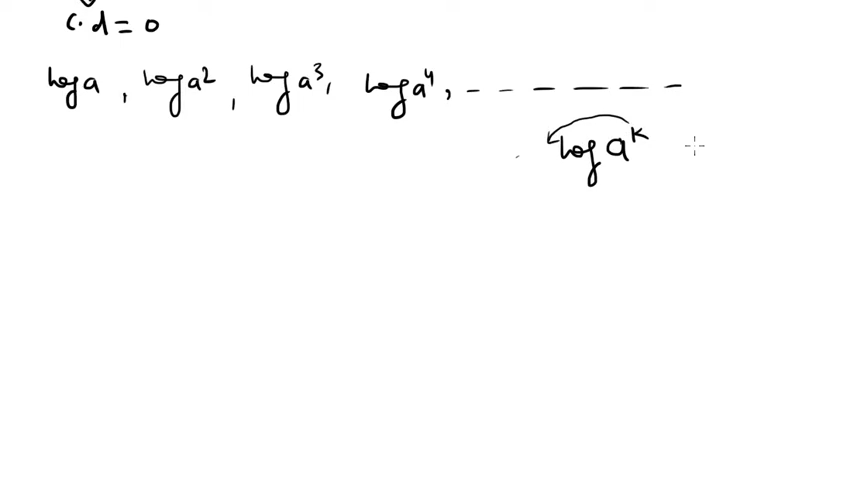 c.d = 0
log a , log a², log a³, log a⁴, - - - - - -
log aᵏ